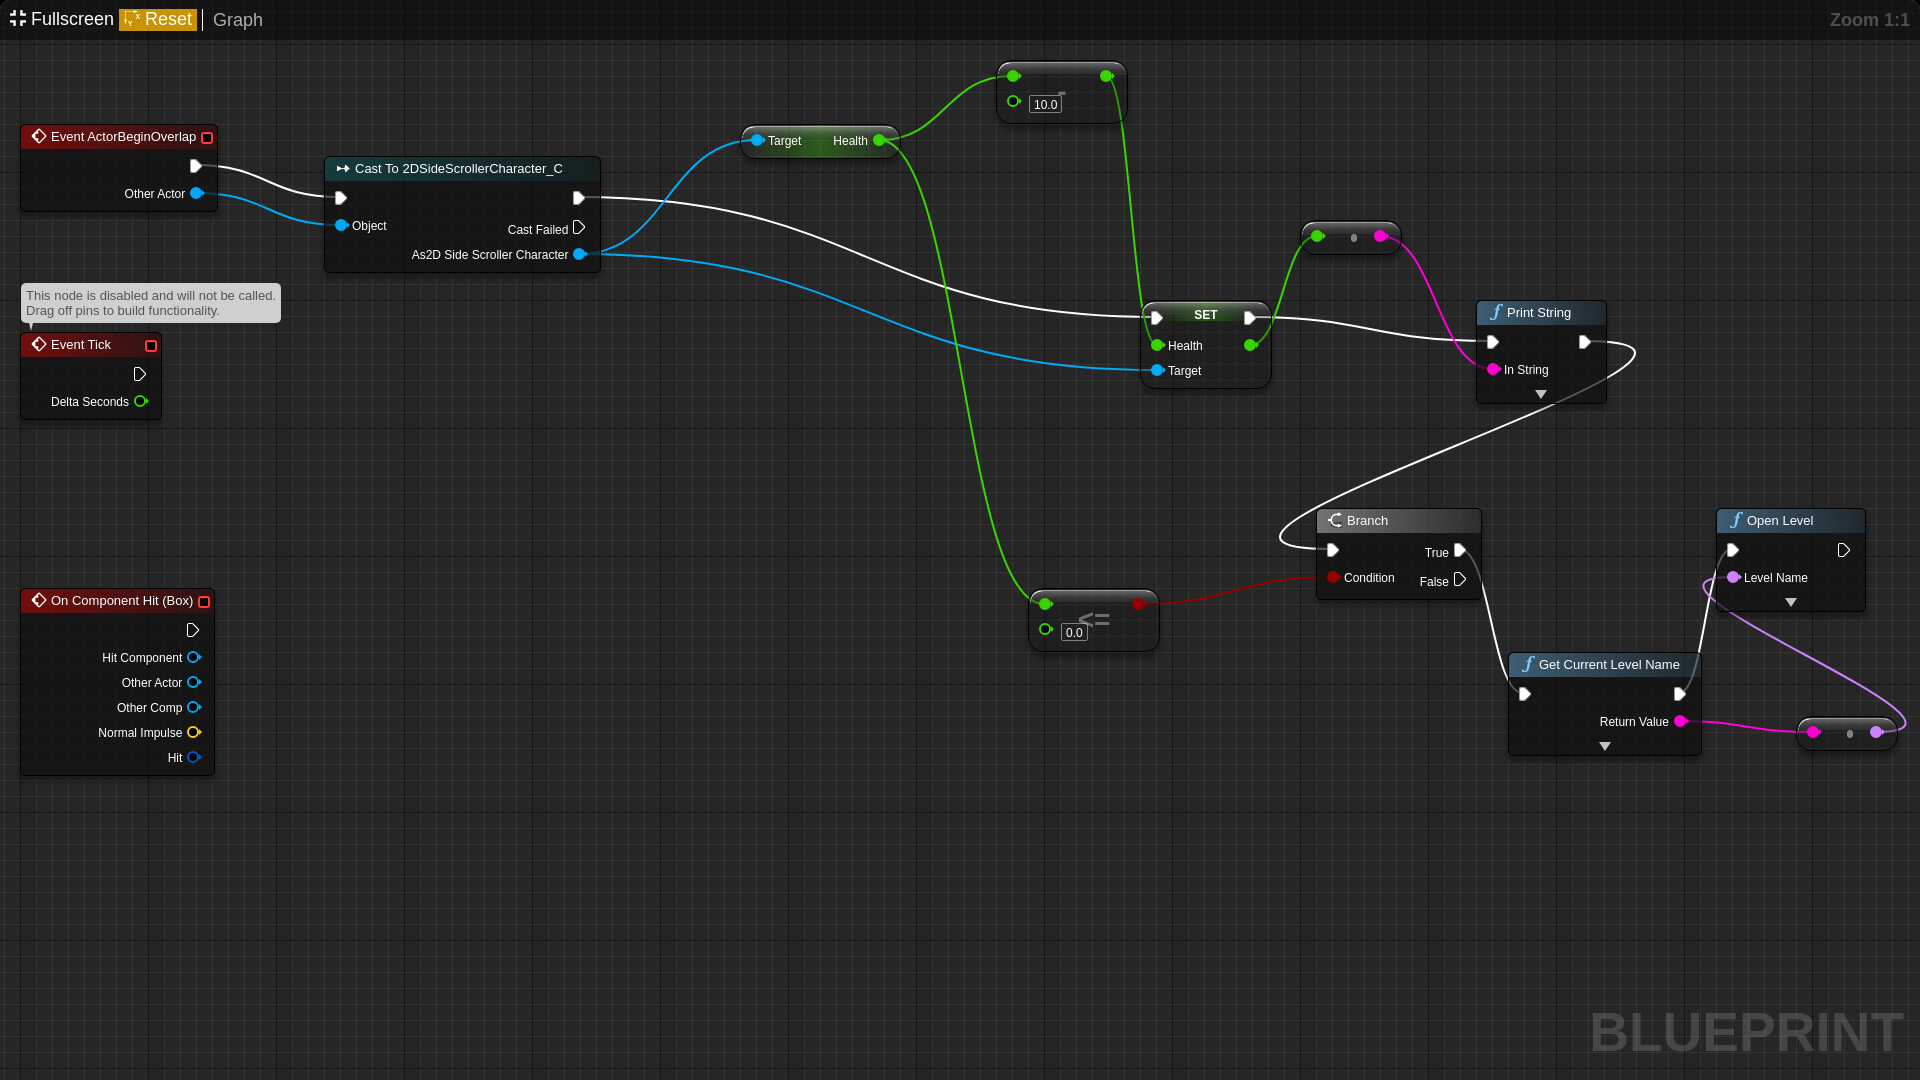 Fullscreen Reset Graph Zoom 1:1
-
10.0
Event ActorBeginOverlap
Other Actor
Cast To 2DSideScrollerCharacter_C
Object
Cast Failed
As2D Side Scroller Character
Target Health
This node is disabled and will not be called.
Drag off pins to build functionality.
Event Tick
Delta Seconds
SET
Health
Target
Print String
In String
Branch
True
Condition
False
Open Level
Level Name
On Component Hit (Box)
Hit Component
Other Actor
Other Comp
Normal Impulse
Hit
<=
0.0
Get Current Level Name
Return Value
BLUEPRINT